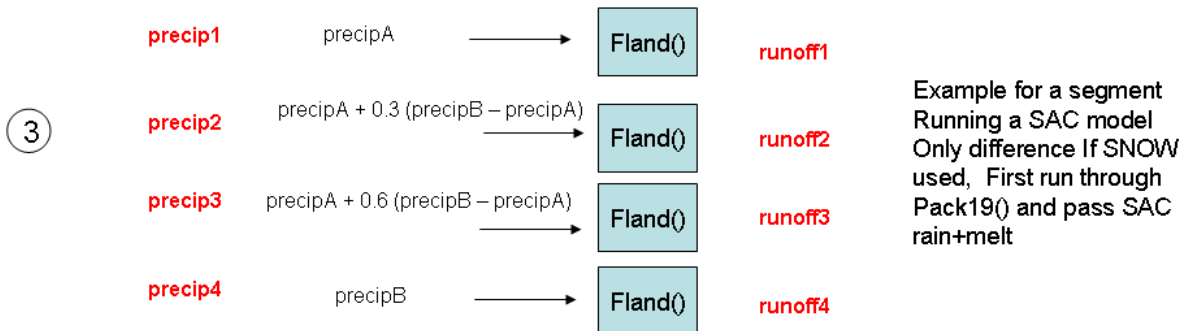 precip1 precipA Fland() runoff1
3
precip2 precipA + 0.3 (precipB – precipA) Fland() runoff2
precip3 precipA + 0.6 (precipB – precipA) Fland() runoff3
precip4 precipB Fland() runoff4
Example for a segment
Running a SAC model
Only difference If SNOW
used, First run through
Pack19() and pass SAC
rain+melt